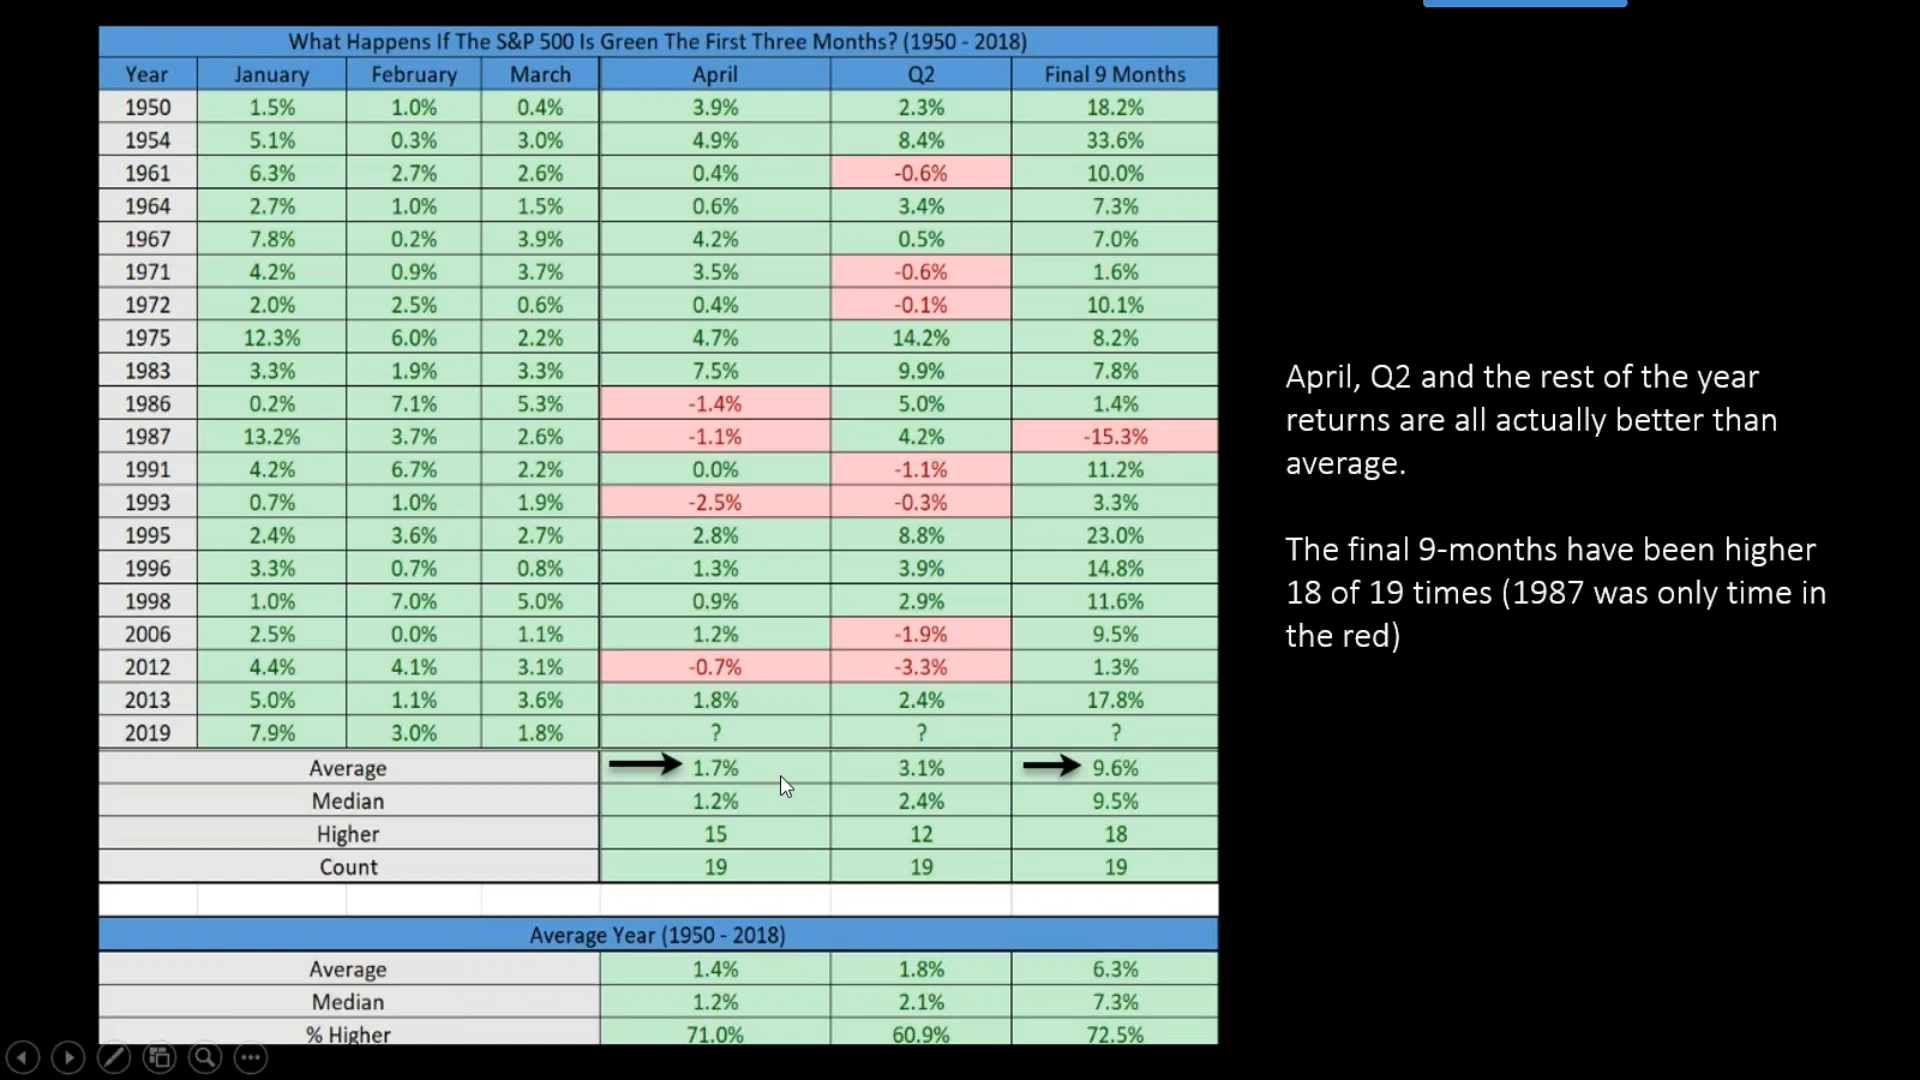 What Happens If The S&P 500 Is Green The First Three Months? (1950 - 2018)
Year January February March April Q2 Final 9 Months
1950 1.5% 1.0% 0.4% 3.9% 2.3% 18.2%
1954 5.1% 0.3% 3.0% 4.9% 8.4% 33.6%
1961 6.3% 2.7% 2.6% 0.4% -0.6% 10.0%
1964 2.7% 1.0% 1.5% 0.6% 3.4% 7.3%
1967 7.8% 0.2% 3.9% 4.2% 0.5% 7.0%
1971 4.2% 0.9% 3.7% 3.5% -0.6% 1.6%
1972 2.0% 2.5% 0.6% 0.4% -0.1% 10.1%
1975 12.3% 6.0% 2.2% 4.7% 14.2% 8.2%
1983 3.3% 1.9% 3.3% 7.5% 9.9% 7.8%
1986 0.2% 7.1% 5.3% -1.4% 5.0% 1.4%
1987 13.2% 3.7% 2.6% -1.1% 4.2% -15.3%
1991 4.2% 6.7% 2.2% 0.0% -1.1% 11.2%
1993 0.7% 1.0% 1.9% -2.5% -0.3% 3.3%
1995 2.4% 3.6% 2.7% 2.8% 8.8% 23.0%
1996 3.3% 0.7% 0.8% 1.3% 3.9% 14.8%
1998 1.0% 7.0% 5.0% 0.9% 2.9% 11.6%
2006 2.5% 0.0% 1.1% 1.2% -1.9% 9.5%
2012 4.4% 4.1% 3.1% -0.7% -3.3% 1.3%
2013 5.0% 1.1% 3.6% 1.8% 2.4% 17.8%
2019 7.9% 3.0% 1.8% ? ? ?
Average 1.7% 3.1% 9.6%
Median 1.2% 2.4% 9.5%
Higher 15 12 18
Count 19 19 19
Average Year (1950 - 2018)
Average 1.4% 1.8% 6.3%
Median 1.2% 2.1% 7.3%
% Higher 71.0% 60.9% 72.5%
April, Q2 and the rest of the year
returns are all actually better than
average.
The final 9-months have been higher
18 of 19 times (1987 was only time in
the red)